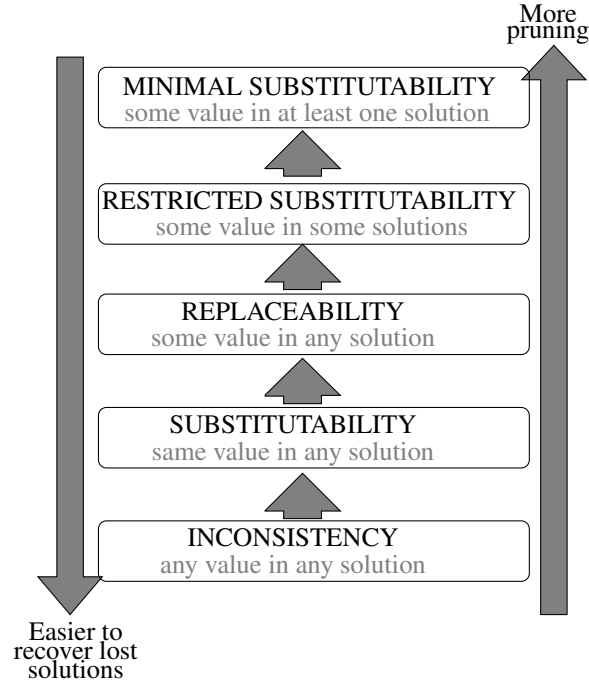 More
pruning
MINIMAL SUBSTITUTABILITY
some value in at least one solution
RESTRICTED SUBSTITUTABILITY
some value in some solutions
REPLACEABILITY
some value in any solution
SUBSTITUTABILITY
same value in any solution
INCONSISTENCY
any value in any solution
Easier to
recover lost
solutions